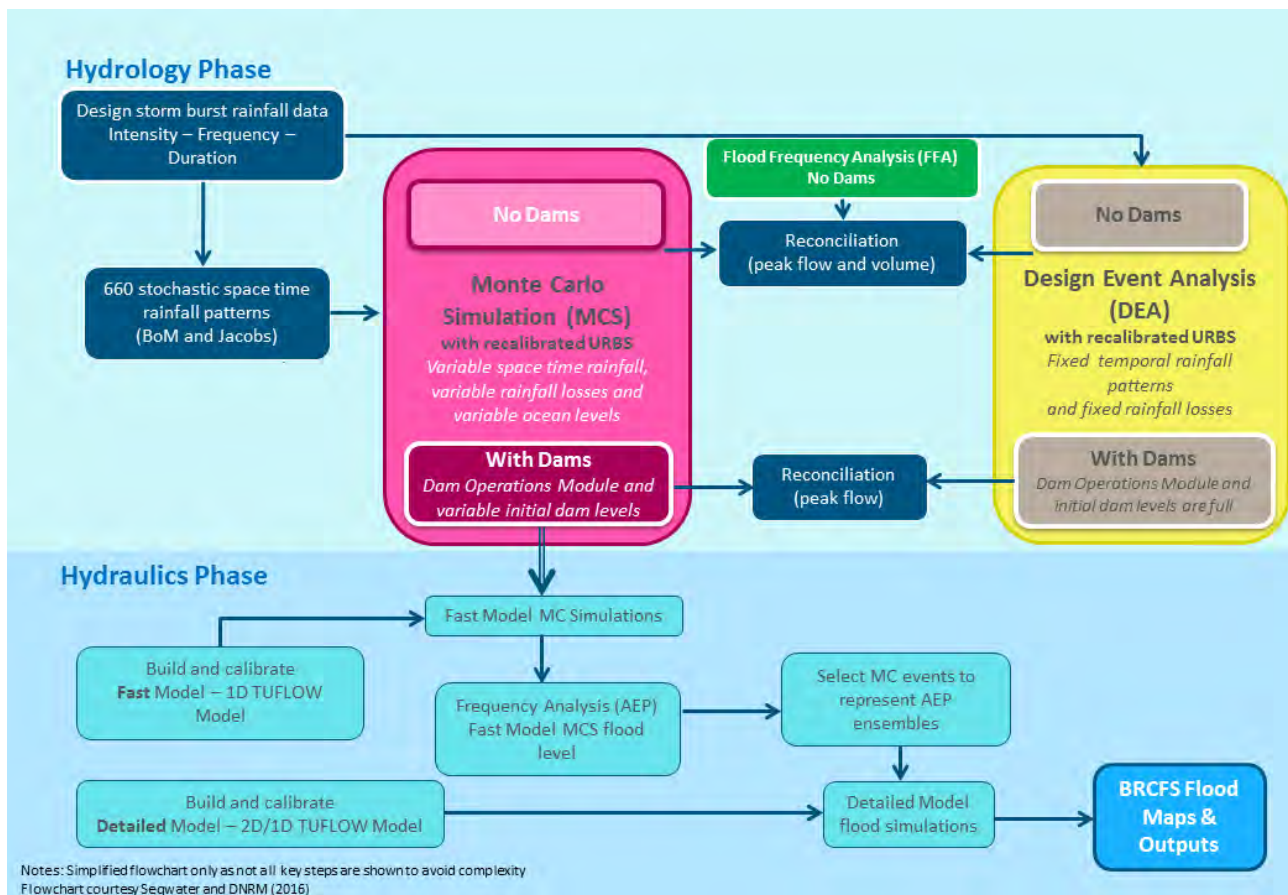 Hydrology Phase
Design storm burst rainfall data
Intensity – Frequency –
Duration
660 stochastic space time
rainfall patterns
(BoM and Jacobs)
No Dams
Monte Carlo
Simulation (MCS)
with recalibrated URBS
Variable space time rainfall,
variable rainfall losses and
variable ocean levels
With Dams
Dam Operations Module and
variable initial dam levels
Flood Frequency Analysis (FFA)
No Dams
Reconciliation
(peak flow and volume)
Reconciliation
(peak flow)
No Dams
Design Event Analysis
(DEA)
with recalibrated URBS
Fixed temporal rainfall
patterns
and fixed rainfall losses
With Dams
Dam Operations Module and
initial dam levels are full
Hydraulics Phase
Fast Model MC Simulations
Build and calibrate
Fast Model – 1D TUFLOW
Model
Frequency Analysis (AEP)
Fast Model MCS flood
level
Select MC events to
represent AEP
ensembles
Build and calibrate
Detailed Model – 2D/1D TUFLOW Model
Detailed Model
flood simulations
BRCFS Flood
Maps &
Outputs
Notes: Simplified flowchart only as not all key steps are shown to avoid complexity
Flowchart courtesy Seqwater and DNRM (2016)